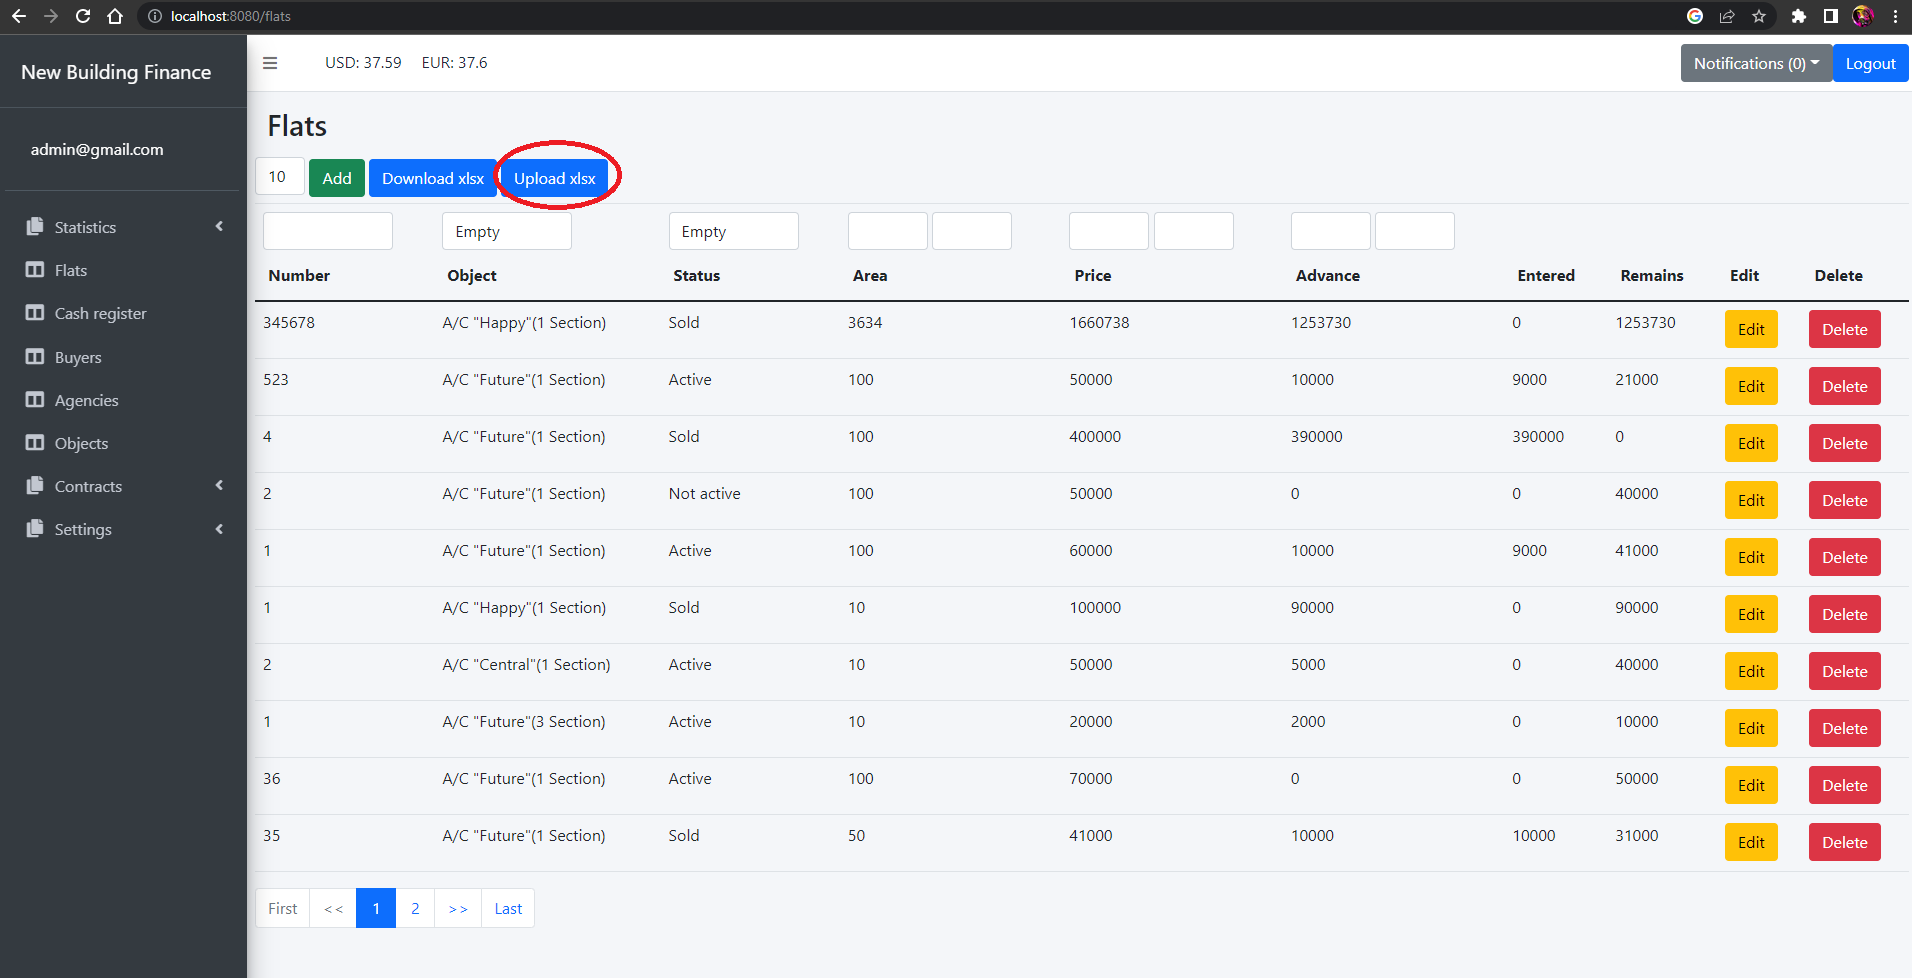 localhost:8080/flats
New Building Finance
USD: 37.59 EUR: 37.6
Notifications (0) Logout
admin@gmail.com
Statistics
Flats
Cash register
Buyers
Agencies
Objects
Contracts
Settings
Flats
10 Add Download xlsx Upload xlsx
Empty Empty
Number Object Status Area Price Advance Entered Remains Edit Delete
345678 A/C "Happy"(1 Section) Sold 3634 1660738 1253730 0 1253730 Edit Delete
523 A/C "Future"(1 Section) Active 100 50000 10000 9000 21000 Edit Delete
4 A/C "Future"(1 Section) Sold 100 400000 390000 390000 0 Edit Delete
2 A/C "Future"(1 Section) Not active 100 50000 0 0 40000 Edit Delete
1 A/C "Future"(1 Section) Active 100 60000 10000 9000 41000 Edit Delete
1 A/C "Happy"(1 Section) Sold 10 100000 90000 0 90000 Edit Delete
2 A/C "Central"(1 Section) Active 10 50000 5000 0 40000 Edit Delete
1 A/C "Future"(3 Section) Active 10 20000 2000 0 10000 Edit Delete
36 A/C "Future"(1 Section) Active 100 70000 0 0 50000 Edit Delete
35 A/C "Future"(1 Section) Sold 50 41000 10000 10000 31000 Edit Delete
First << 1 2 >> Last